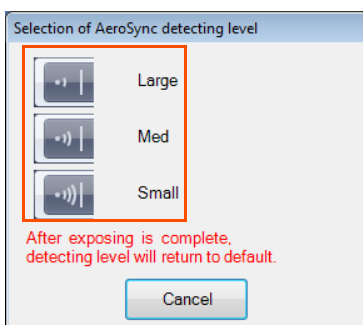 Selection of AeroSync detecting level
Large
Med
Small
After exposing is complete,
detecting level will return to default.
Cancel